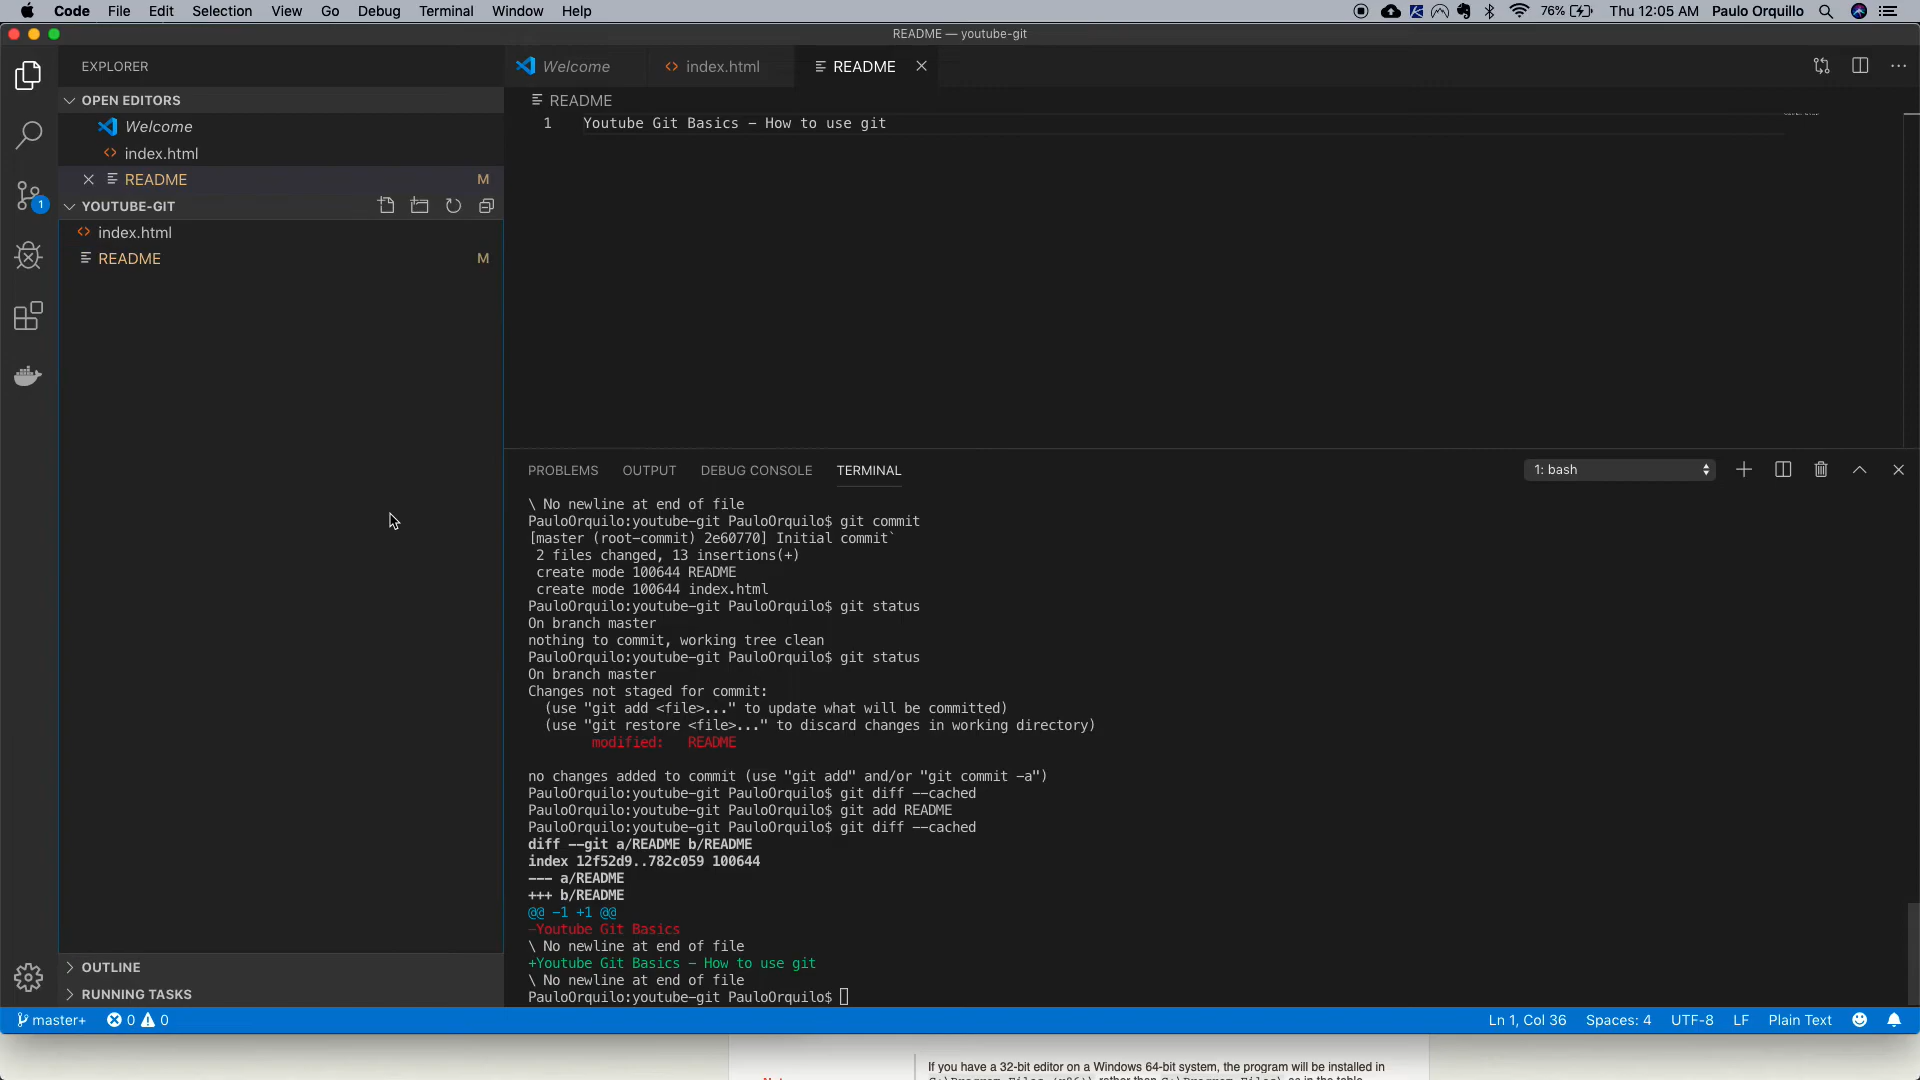 Code File Edit Selection View Go Debug Terminal Window Help 76% Thu 12:05 AM Paulo Orquillo
README — youtube-git
EXPLORER
OPEN EDITORS
Welcome
index.html
README M
YOUTUBE-GIT
index.html
README M
1
OUTLINE
RUNNING TASKS
Welcome index.html README
README
1 Youtube Git Basics - How to use git
PROBLEMS OUTPUT DEBUG CONSOLE TERMINAL 1: bash
\ No newline at end of file
PauloOrquilo:youtube-git PauloOrquilo$ git commit
[master (root-commit) 2e60770] Initial commit`
2 files changed, 13 insertions(+)
create mode 100644 README
create mode 100644 index.html
PauloOrquilo:youtube-git PauloOrquilo$ git status
On branch master
nothing to commit, working tree clean
PauloOrquilo:youtube-git PauloOrquilo$ git status
On branch master
Changes not staged for commit:
(use "git add <file>..." to update what will be committed)
(use "git restore <file>..." to discard changes in working directory)
modified: README
no changes added to commit (use "git add" and/or "git commit -a")
PauloOrquilo:youtube-git PauloOrquilo$ git diff --cached
PauloOrquilo:youtube-git PauloOrquilo$ git add README
PauloOrquilo:youtube-git PauloOrquilo$ git diff --cached
diff --git a/README b/README
index 12f52d9..782c059 100644
--- a/README
+++ b/README
@@ -1 +1 @@
-Youtube Git Basics
\ No newline at end of file
+Youtube Git Basics - How to use git
\ No newline at end of file
PauloOrquilo:youtube-git PauloOrquilo$
master+ 0 0 Ln 1, Col 36 Spaces: 4 UTF-8 LF Plain Text
If you have a 32-bit editor on a Windows 64-bit system, the program will be installed in